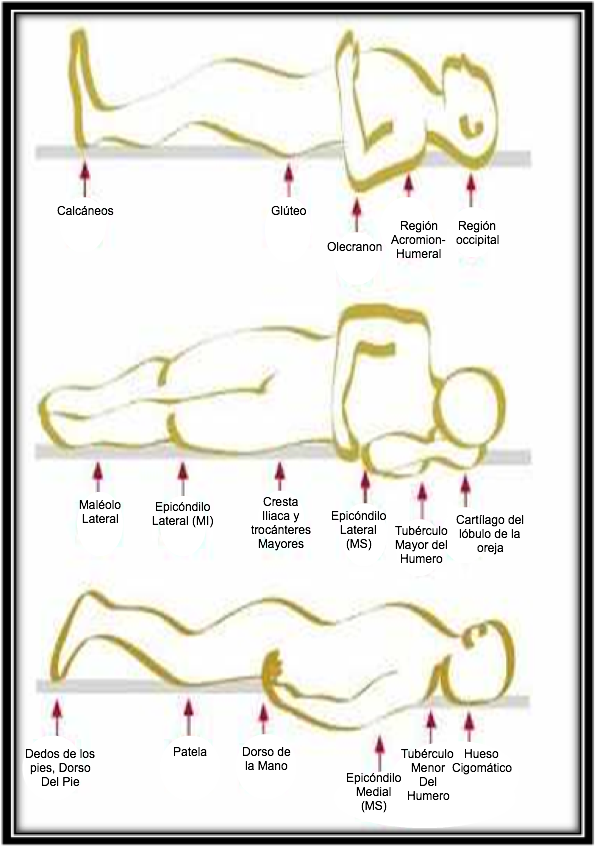 Calcáneos
Glúteo
Olecranon
Región
Acromion-
Humeral
Región
occipital
Maléolo
Lateral
Epicóndilo
Lateral (MI)
Cresta
Iliaca y
trocánteres
Mayores
Epicóndilo
Lateral
(MS)
Tubérculo
Mayor del
Humero
Cartílago del
lóbulo de la
oreja
Dedos de los
pies, Dorso
Del Pie
Patela
Dorso de
la Mano
Epicóndilo
Medial
(MS)
Tubérculo
Menor
Del
Humero
Hueso
Cigomático